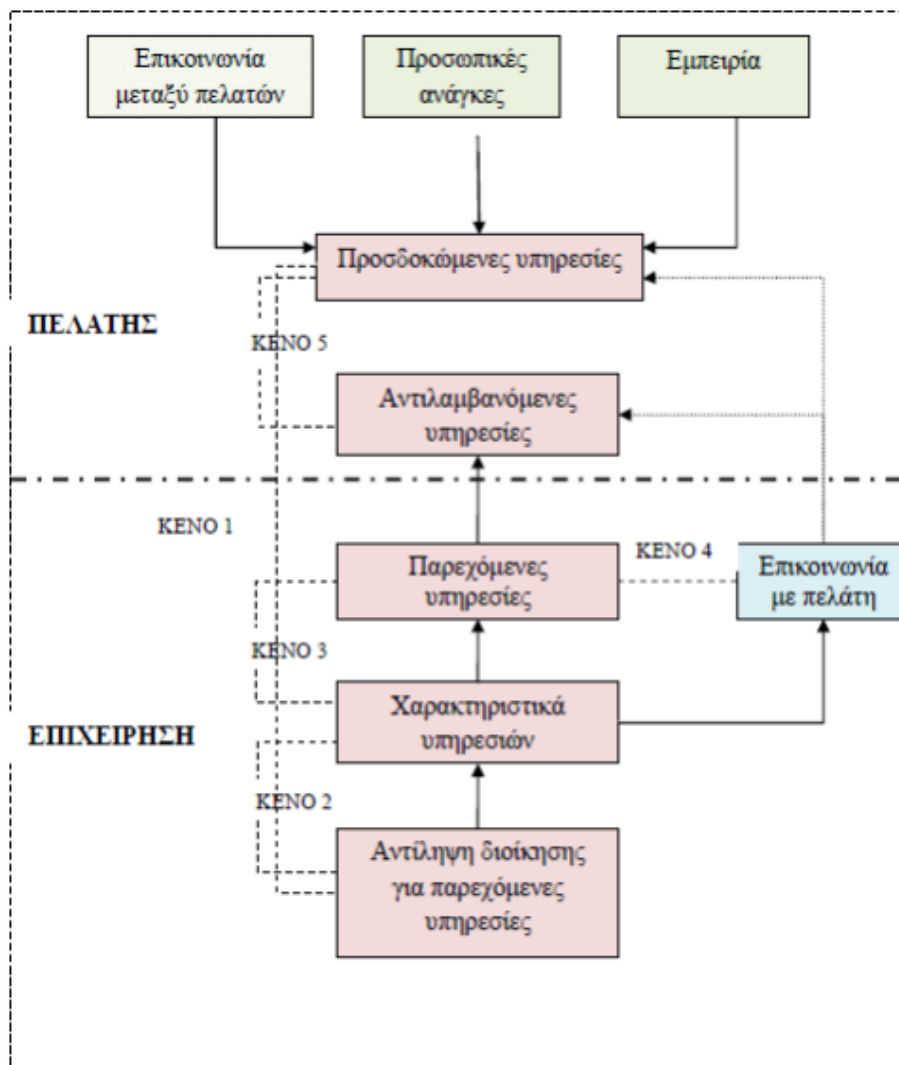 Επικοινωνία
μεταξύ πελατών
Προσωπικές
ανάγκες
Εμπειρία
Προσδοκώμενες υπηρεσίες
ΠΕΛΑΤΗΣ
ΚΕΝΟ 5
Αντιλαμβανόμενες
υπηρεσίες
ΚΕΝΟ 1
Παρεχόμενες
υπηρεσίες
ΚΕΝΟ 4
Επικοινωνία
με πελάτη
ΚΕΝΟ 3
Χαρακτηριστικά
υπηρεσιών
ΕΠΙΧΕΙΡΗΣΗ
ΚΕΝΟ 2
Αντίληψη διοίκησης
για παρεχόμενες
υπηρεσίες